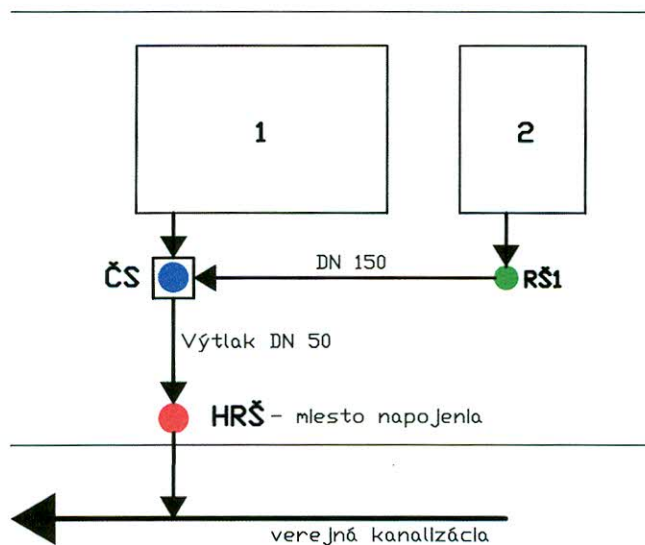 1
2
ČS
DN 150
RŠ1
Výtlak DN 50
HRŠ - miesto napojenia
verejná kanalizácia